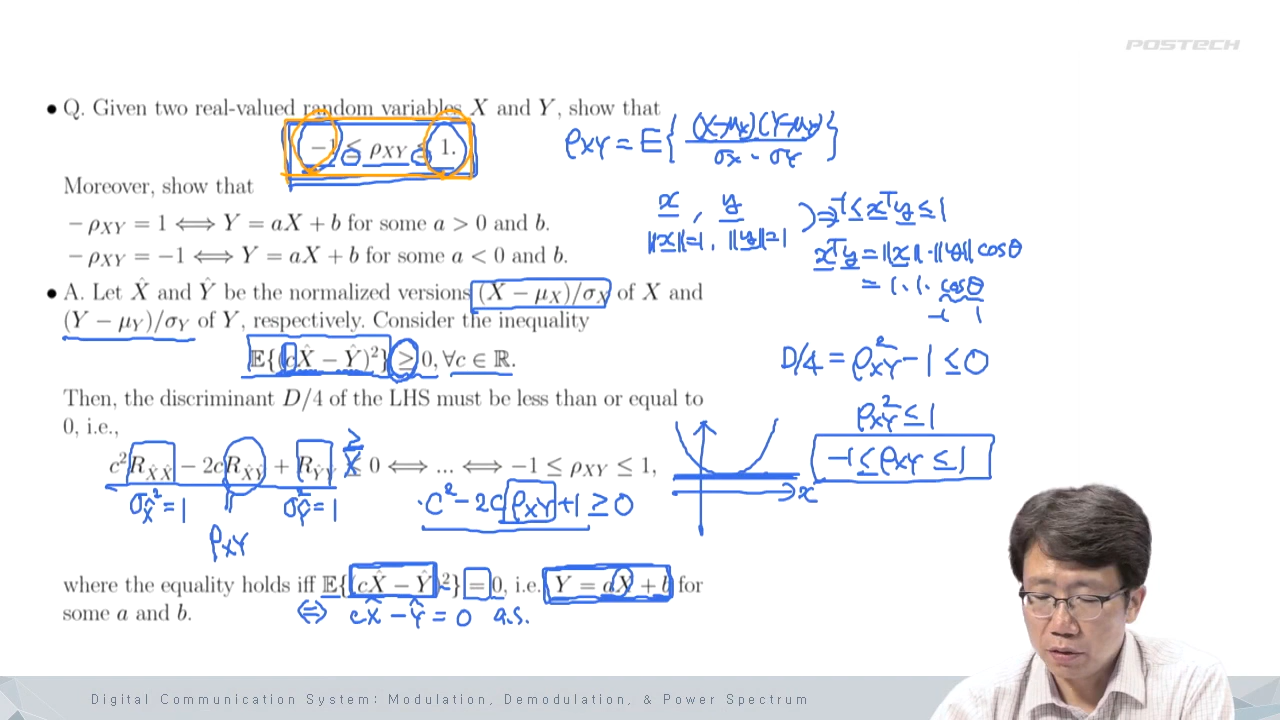 POSTECH
• Q. Given two real-valued random variables X and Y, show that
−1 ≤ ρ_XY ≤ 1.
Moreover, show that
− ρ_XY = 1 ⟺ Y = aX + b for some a > 0 and b.
− ρ_XY = −1 ⟺ Y = aX + b for some a < 0 and b.
• A. Let X̂ and Ŷ be the normalized versions (X − μ_X)/σ_X of X and
(Y − μ_Y)/σ_Y of Y, respectively. Consider the inequality
𝔼{(cX̂ − Ŷ)²} ≥ 0, ∀c ∈ ℝ.
Then, the discriminant D/4 of the LHS must be less than or equal to
0, i.e.,
c²R_X̂X̂ − 2cR_X̂Ŷ + R_ŶŶ ≤ 0 ⟺ ... ⟺ −1 ≤ ρ_XY ≤ 1,
≥
σ_X̂² = 1
σ_Ŷ² = 1
ρ_XY
· c² − 2cρ_XY + 1 ≥ 0
where the equality holds iff 𝔼{(cX̂ − Ŷ)²} = 0, i.e. Y = aX + b for
some a and b.
⟺ cX̂ − Ŷ = 0 a.s.
ρ_XY = E{(X−μ_X)(Y−μ_Y) / σ_X · σ_Y}
x, y ) ⇒ −1 ≤ xᵀy ≤ 1
‖x‖=1, ‖y‖=1
xᵀy = ‖x‖·‖y‖ cosθ
= 1·1· cosθ
−1 1
D/4 = ρ_XY² − 1 ≤ 0
ρ_XY² ≤ 1
−1 ≤ ρ_XY ≤ 1
x
Digital Communication System: Modulation, Demodulation, & Power Spectrum